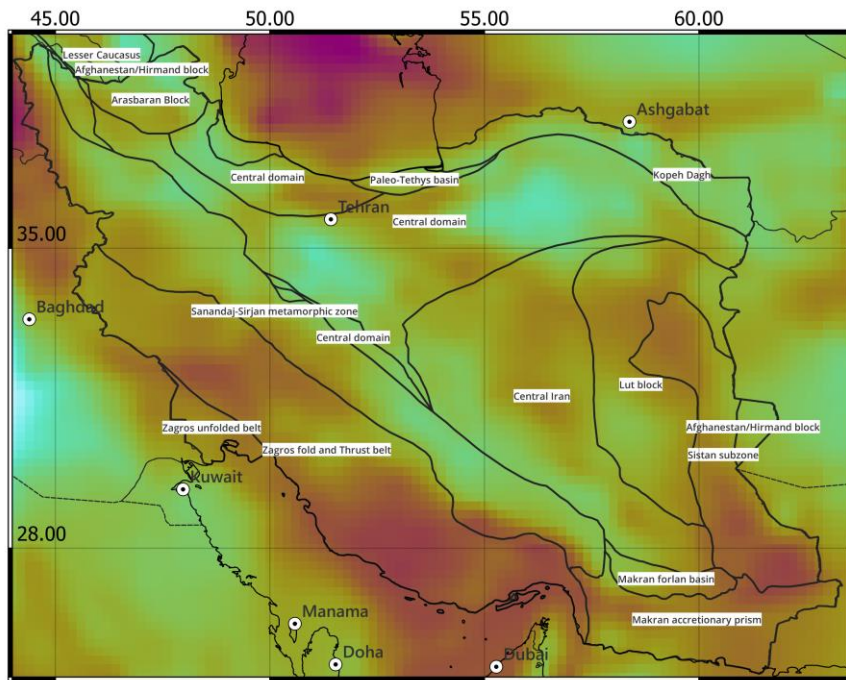 45.00
50.00
55.00
60.00
Lesser Caucasus
Afghanestan/Hirmand block
Arasbaran Block
Ashgabat
Central domain
Paleo-Tethys basin
Kopeh Dagh
Tehran
Central domain
35.00
Baghdad
Sanandaj-Sirjan metamorphic zone
Central domain
Lut block
Central Iran
Zagros unfolded belt
Afghanestan/Hirmand block
Zagros fold and Thrust belt
Sistan subzone
Kuwait
28.00
Makran forlan basin
Manama
Makran accretionary prism
Doha
Dubai